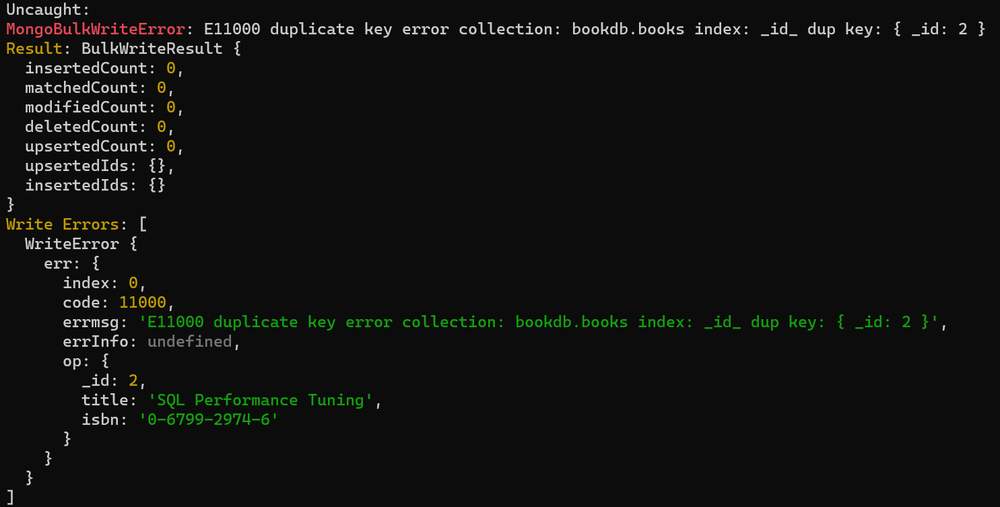 Uncaught:
MongoBulkWriteError: E11000 duplicate key error collection: bookdb.books index: _id_ dup key: { _id: 2 }
Result: BulkWriteResult {
  insertedCount: 0,
  matchedCount: 0,
  modifiedCount: 0,
  deletedCount: 0,
  upsertedCount: 0,
  upsertedIds: {},
  insertedIds: {}
}
Write Errors: [
  WriteError {
    err: {
      index: 0,
      code: 11000,
      errmsg: 'E11000 duplicate key error collection: bookdb.books index: _id_ dup key: { _id: 2 }',
      errInfo: undefined,
      op: {
        _id: 2,
        title: 'SQL Performance Tuning',
        isbn: '0-6799-2974-6'
      }
    }
  }
]